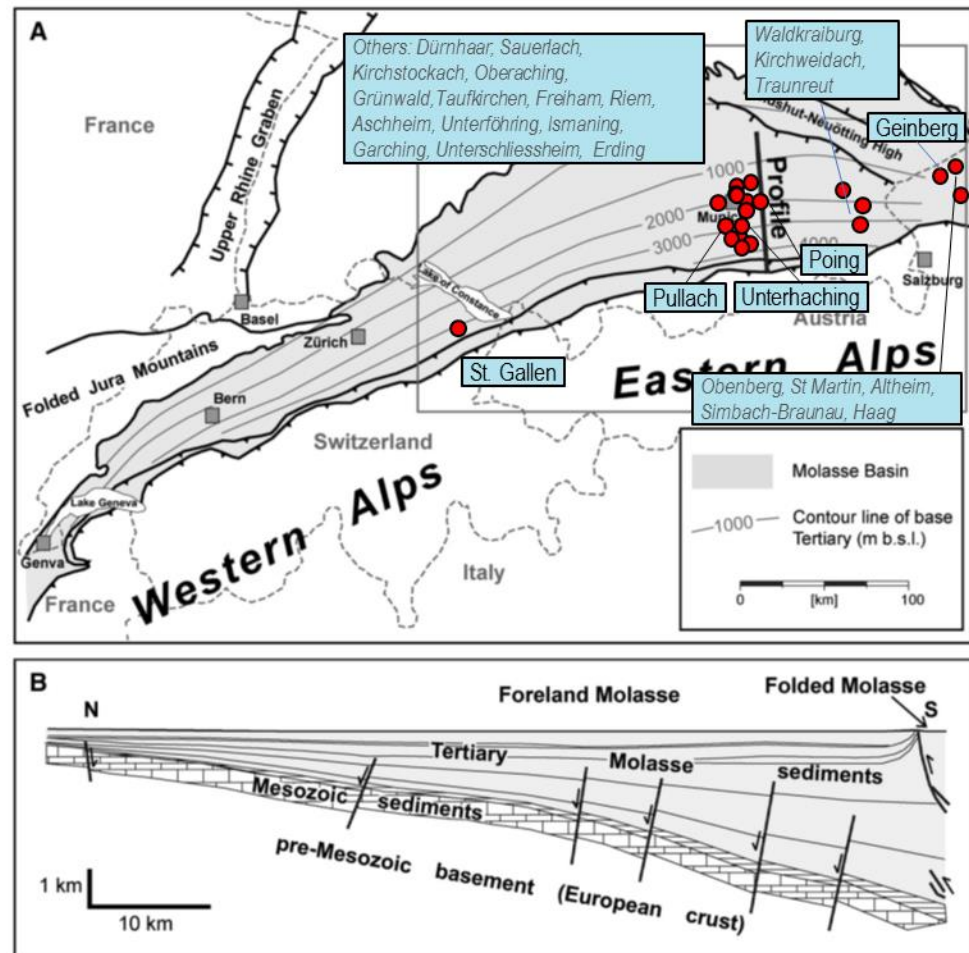 A
Others: Dürnhaar, Sauerlach,
Kirchstockach, Oberaching,
Grünwald,Taufkirchen, Freiham, Riem,
Aschheim, Unterföhring, Ismaning,
Garching, Unterschliessheim, Erding
Waldkraiburg,
Kirchweidach,
Traunreut
France
Upper Rhine Graben
dshut-Neuötting High
Geinberg
1000
2000
3000
Munic
Profile
Poing
Pullach
Unterhaching
Salzburg
Austria
Lake of Constance
Basel
Zürich
Folded Jura Mountains
St. Gallen
Eastern Alps
Bern
Obenberg, St Martin, Altheim,
Simbach-Braunau, Haag
Switzerland
Western Alps
Lake Geneva
Genva
France
Italy
Molasse Basin
1000
Contour line of base
Tertiary (m b.s.l.)
0 [km] 100
B
N
Foreland Molasse
Folded Molasse
S
Tertiary Molasse sediments
Mesozoic sediments
pre-Mesozoic basement (European crust)
1 km
10 km